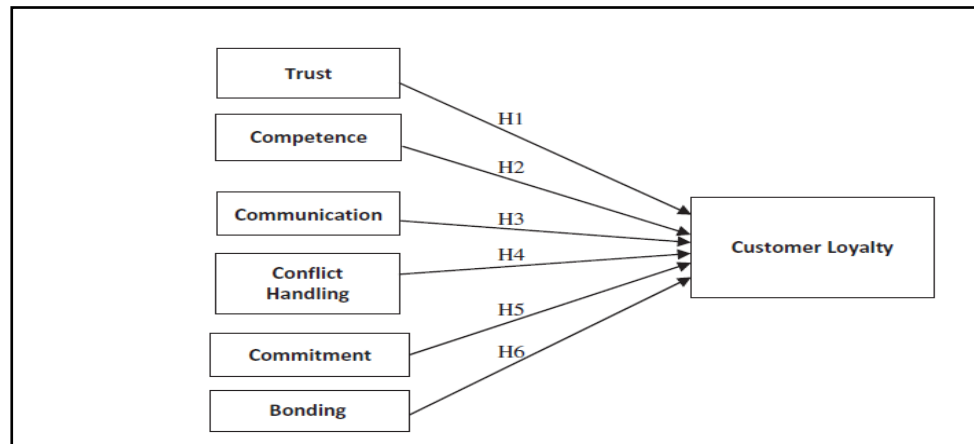 Trust
H1
Competence
H2
Communication
H3
Customer Loyalty
H4
Conflict
Handling
H5
Commitment
H6
Bonding